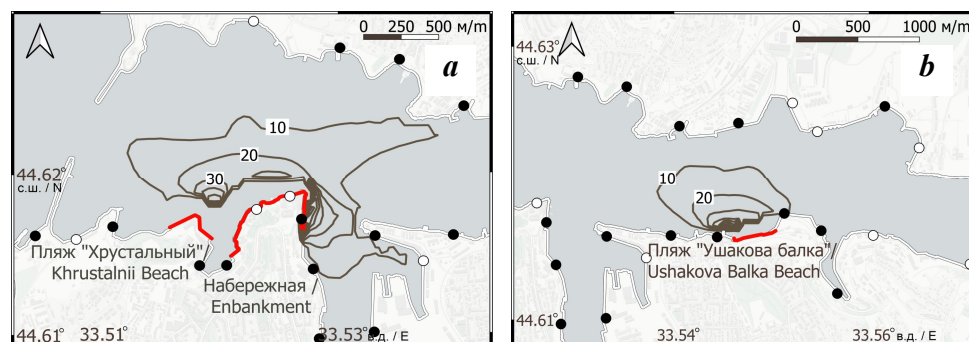 0 250 500 м/m
a
10
20
30
44.62°
с.ш. / N
Пляж "Хрустальный"/
Khrustalnii Beach
Набережная /
Enbankment
44.61° 33.51° 33.53° в.д. / E
0 500 1000 м/m
b
44.63°
с.ш. / N
10
20
Пляж "Ушакова балка"/
Ushakova Balka Beach
44.61°
33.54° 33.56° в.д. / E